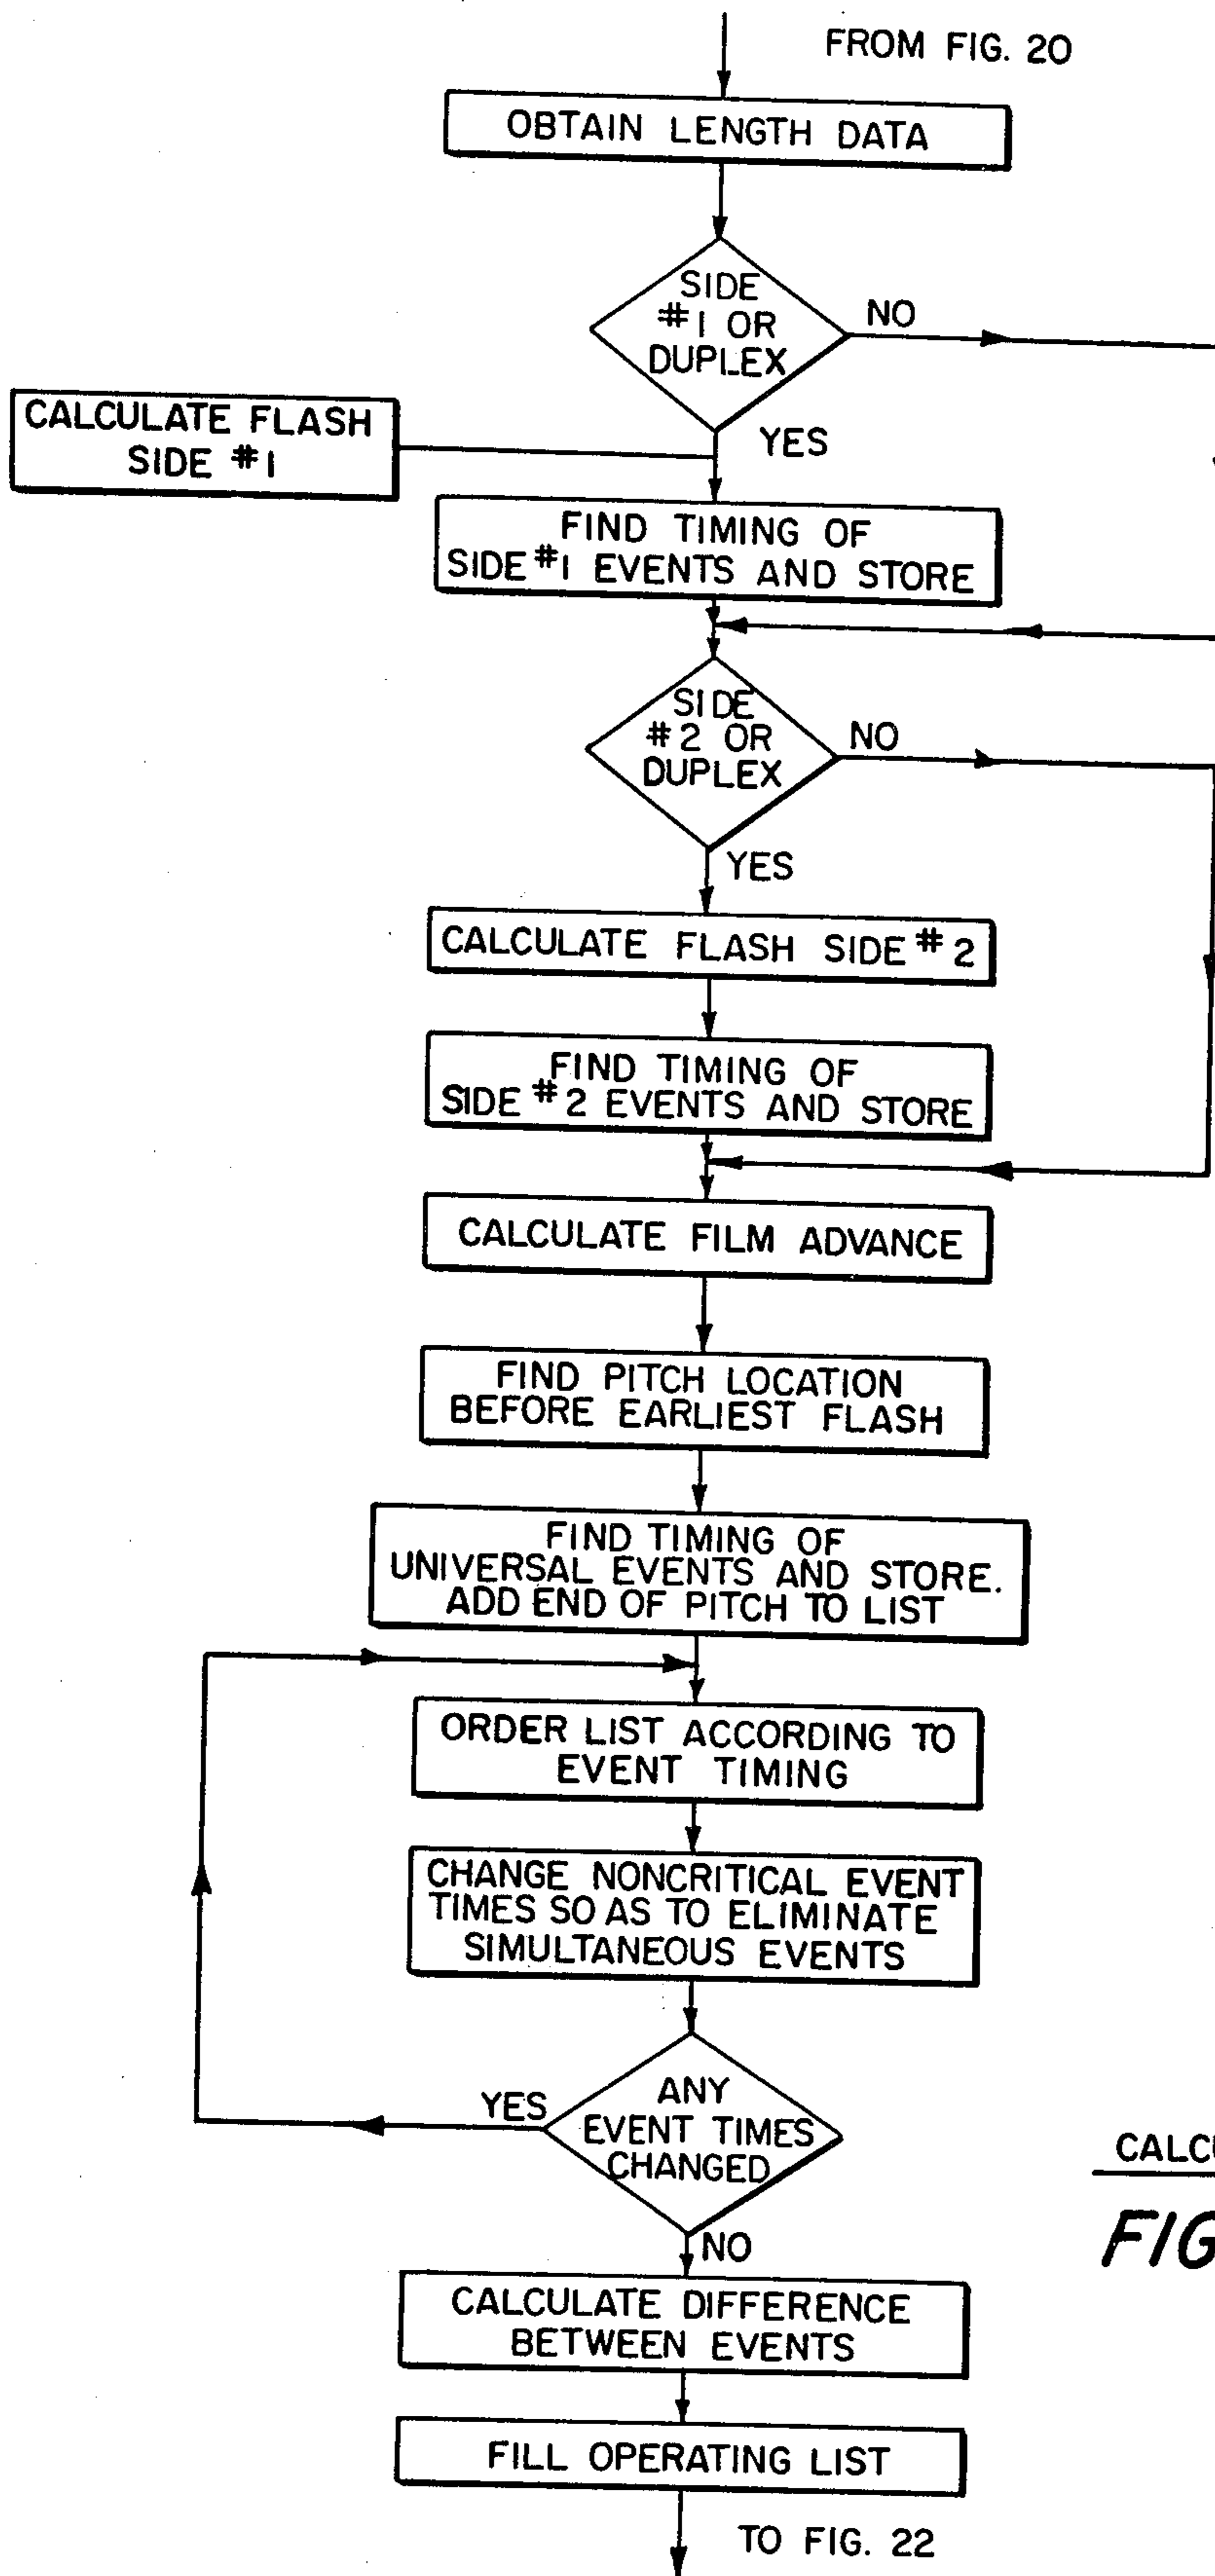 FROM FIG. 20
OBTAIN LENGTH DATA
SIDE
#1 OR
DUPLEX
NO
YES
CALCULATE FLASH
SIDE #1
FIND TIMING OF
SIDE #1 EVENTS AND STORE
SIDE
#2 OR
DUPLEX
NO
YES
CALCULATE FLASH SIDE #2
FIND TIMING OF
SIDE #2 EVENTS AND STORE
CALCULATE FILM ADVANCE
FIND PITCH LOCATION
BEFORE EARLIEST FLASH
FIND TIMING OF
UNIVERSAL EVENTS AND STORE.
ADD END OF PITCH TO LIST
ORDER LIST ACCORDING TO
EVENT TIMING
CHANGE NONCRITICAL EVENT
TIMES SO AS TO ELIMINATE
SIMULTANEOUS EVENTS
ANY
EVENT TIMES
CHANGED
YES
NO
CALCULATE DIFFERENCE
BETWEEN EVENTS
FILL OPERATING LIST
TO FIG. 22
FIG